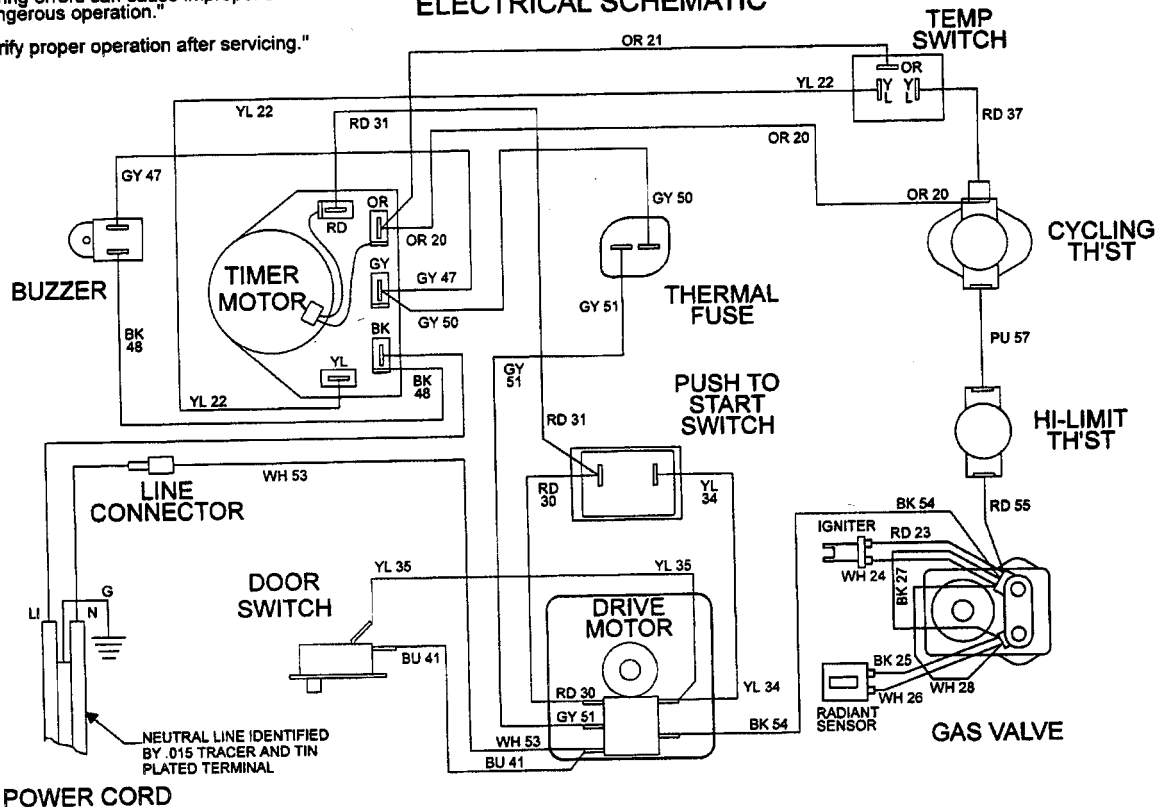 ngerous operation."
ELECTRICAL SCHEMATIC
rify proper operation after servicing."
TEMP
SWITCH
OR 21
OR
Y
L
Y
L
YL 22
YL 22
RD 37
RD 31
OR 20
GY 47
GY 50
OR 20
OR
RD
OR 20
CYCLING
TH'ST
TIMER
MOTOR
GY
GY 47
BUZZER
THERMAL
FUSE
GY 51
GY 50
BK
48
BK
PU 57
YL
GY
51
BK
48
PUSH TO
START
SWITCH
YL 22
RD 31
HI-LIMIT
TH'ST
WH 53
LINE
CONNECTOR
RD
30
YL
34
BK 54
RD 55
IGNITER
RD 23
WH 24
BK 27
YL 35
YL 35
DOOR
SWITCH
G
LI
N
DRIVE
MOTOR
BU 41
BK 25
RD 30
YL 34
WH 26
WH 28
RADIANT
SENSOR
GY 51
BK 54
GAS VALVE
NEUTRAL LINE IDENTIFIED
BY .015 TRACER AND TIN
PLATED TERMINAL
WH 53
BU 41
POWER CORD